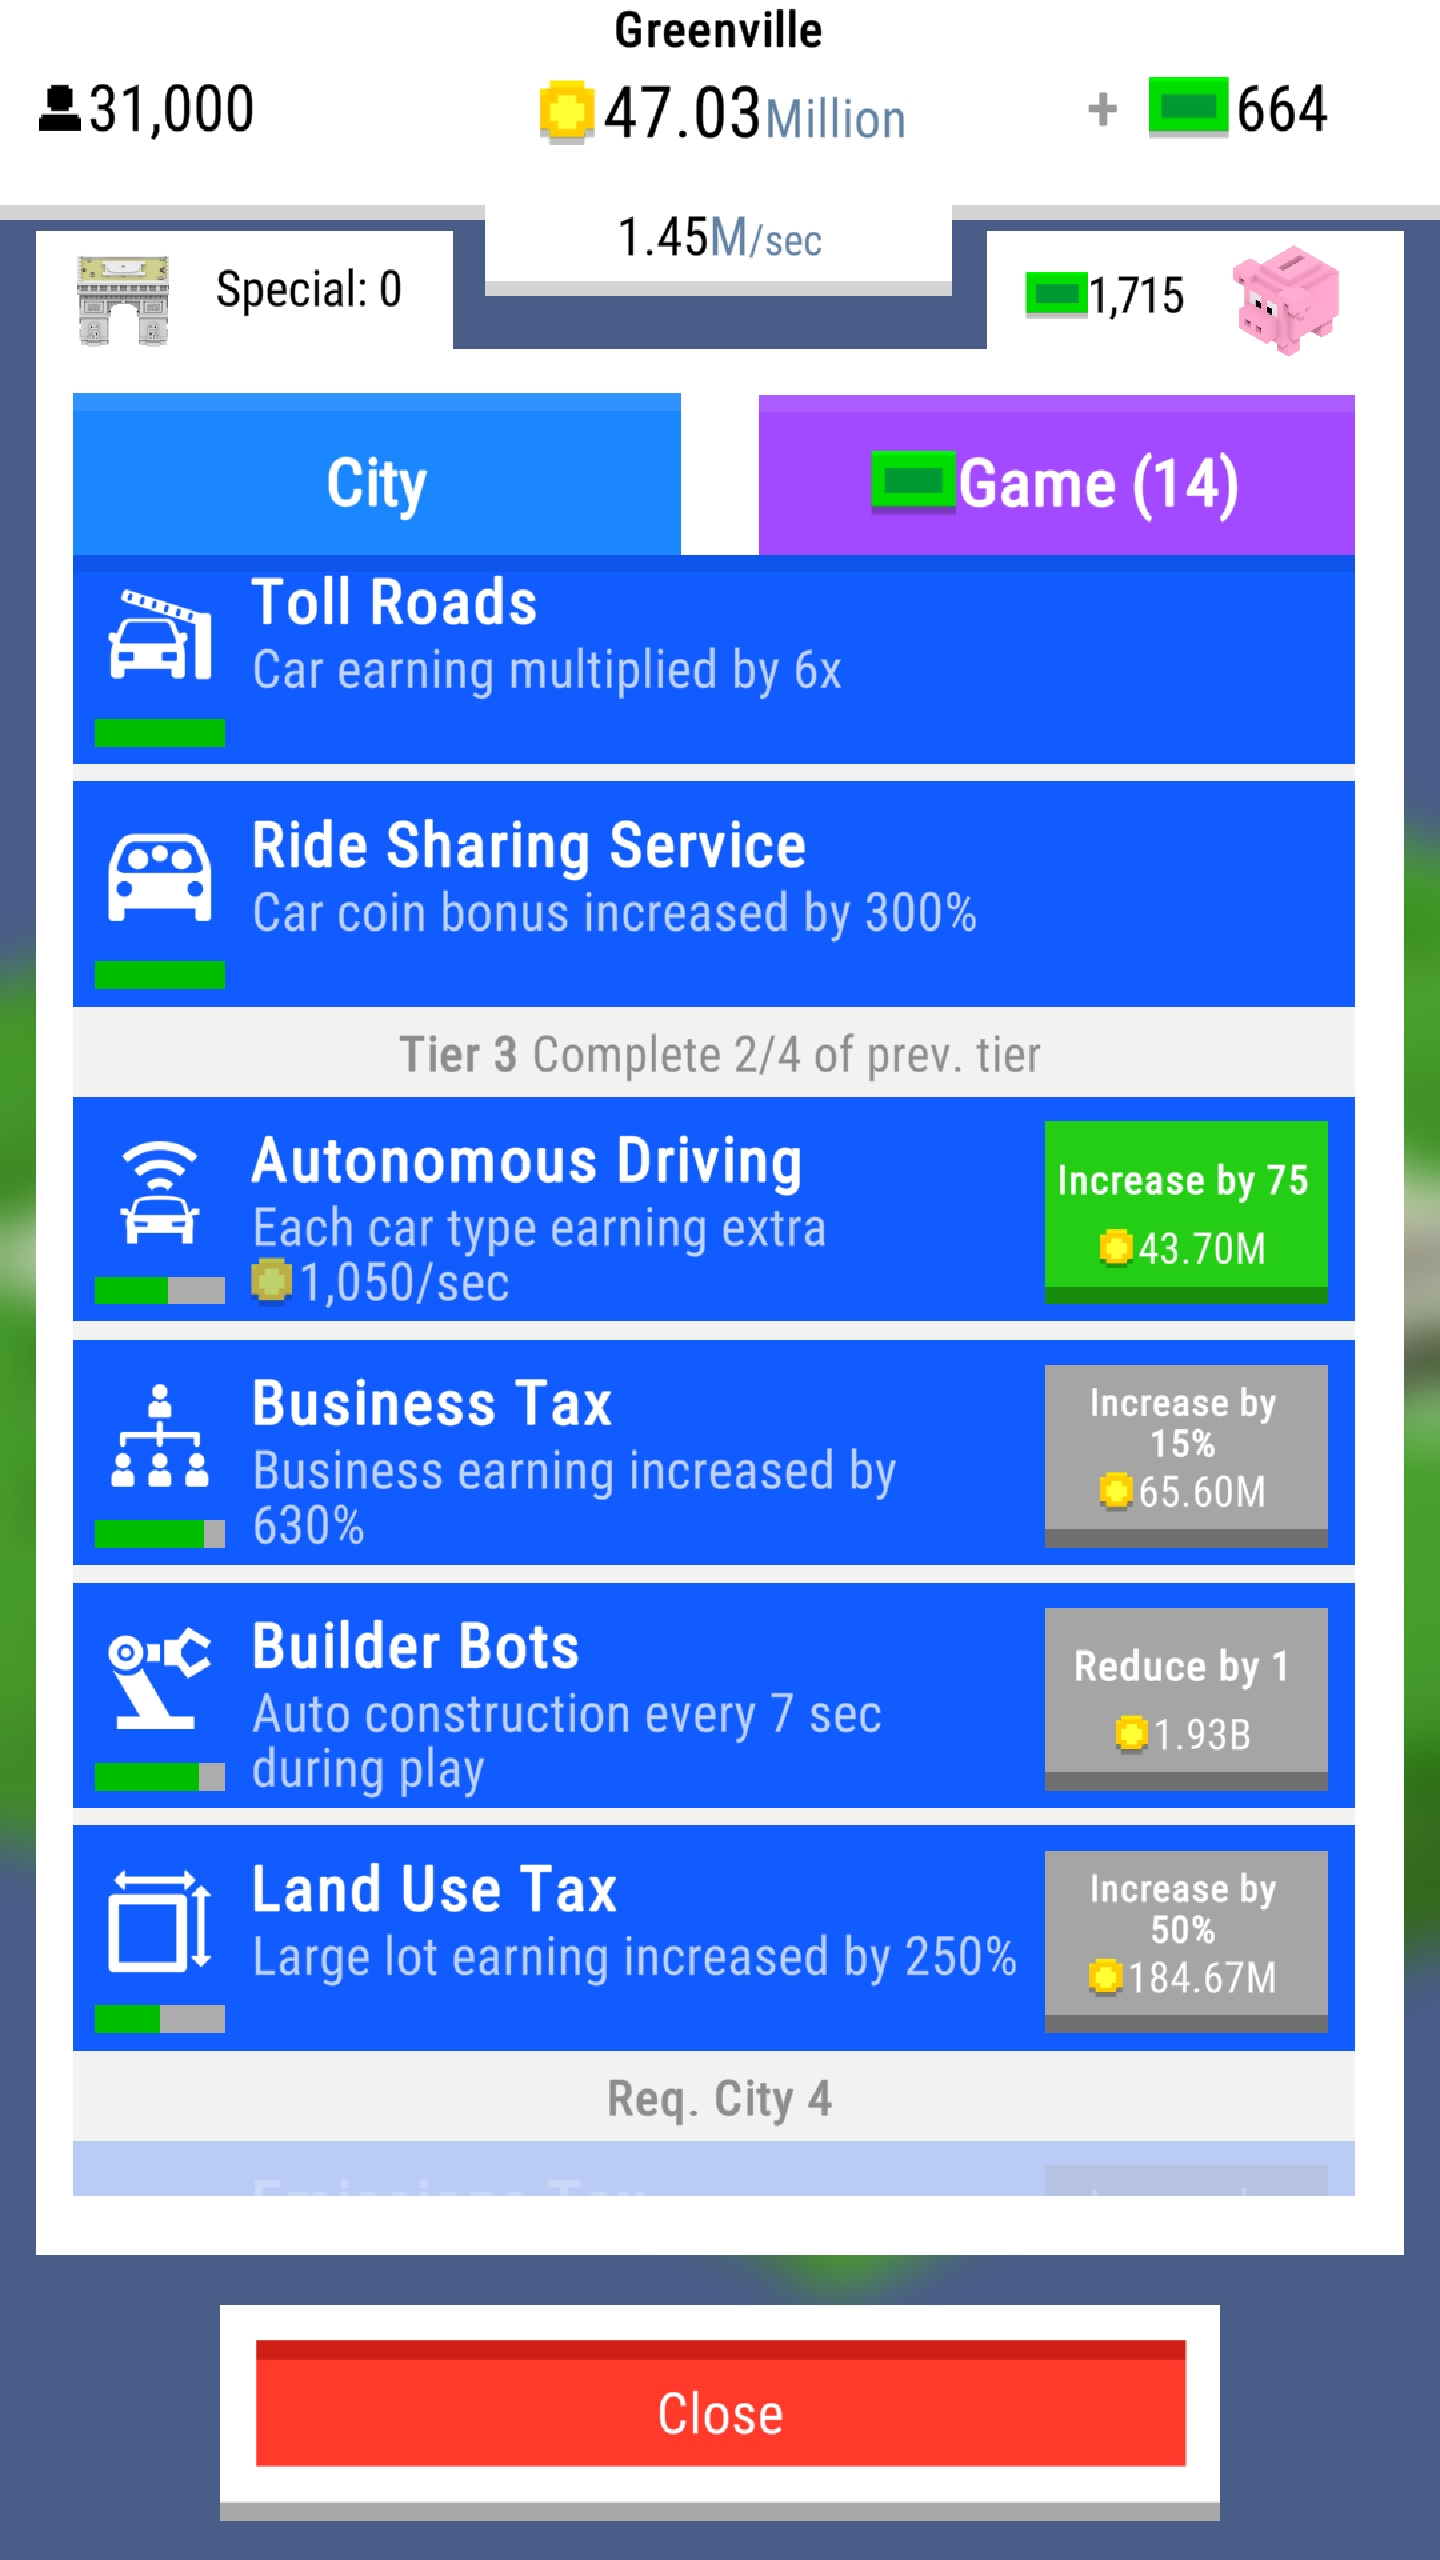 Greenville
31,000
47.03Million
+ 664
1.45M/sec
Special: 0
1,715
City
Game (14)
Toll Roads
Car earning multiplied by 6x
Ride Sharing Service
Car coin bonus increased by 300%
Tier 3 Complete 2/4 of prev. tier
Autonomous Driving
Each car type earning extra
1,050/sec
Increase by 75
43.70M
Business Tax
Business earning increased by
630%
Increase by
15%
65.60M
Builder Bots
Auto construction every 7 sec
during play
Reduce by 1
1.93B
Land Use Tax
Large lot earning increased by 250%
Increase by
50%
184.67M
Req. City 4
Emissions Tax
Close